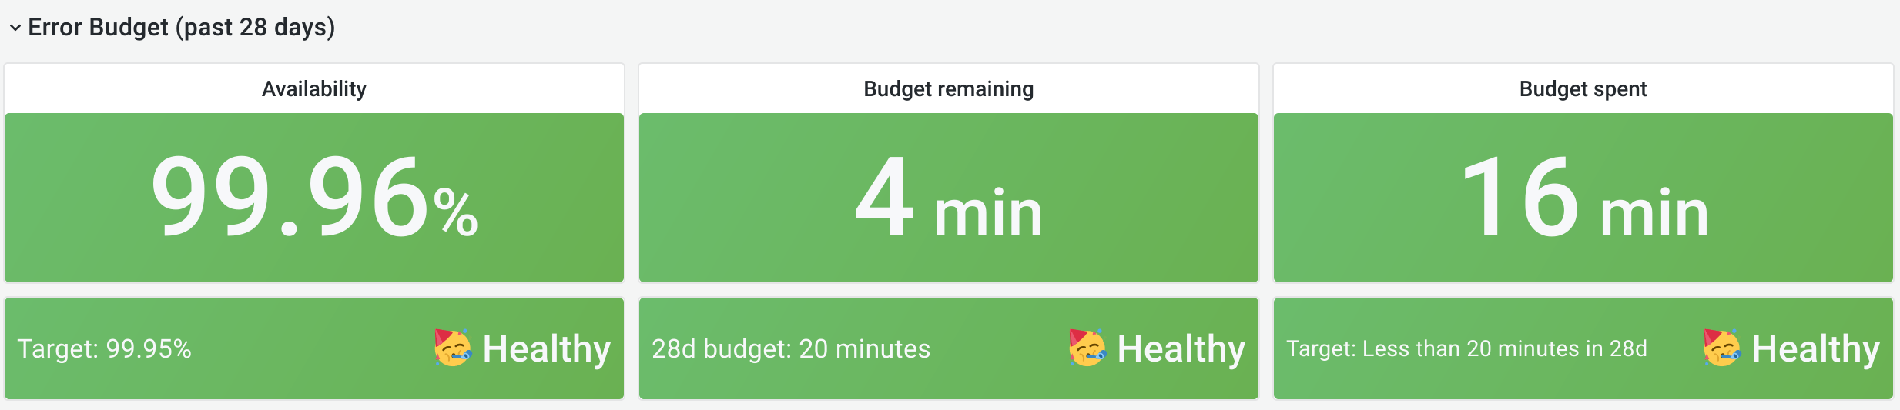 Error Budget (past 28 days)
Availability
99.96%
Target: 99.95%
Healthy
Budget remaining
4 min
28d budget: 20 minutes
Healthy
Budget spent
16 min
Target: Less than 20 minutes in 28d
Healthy